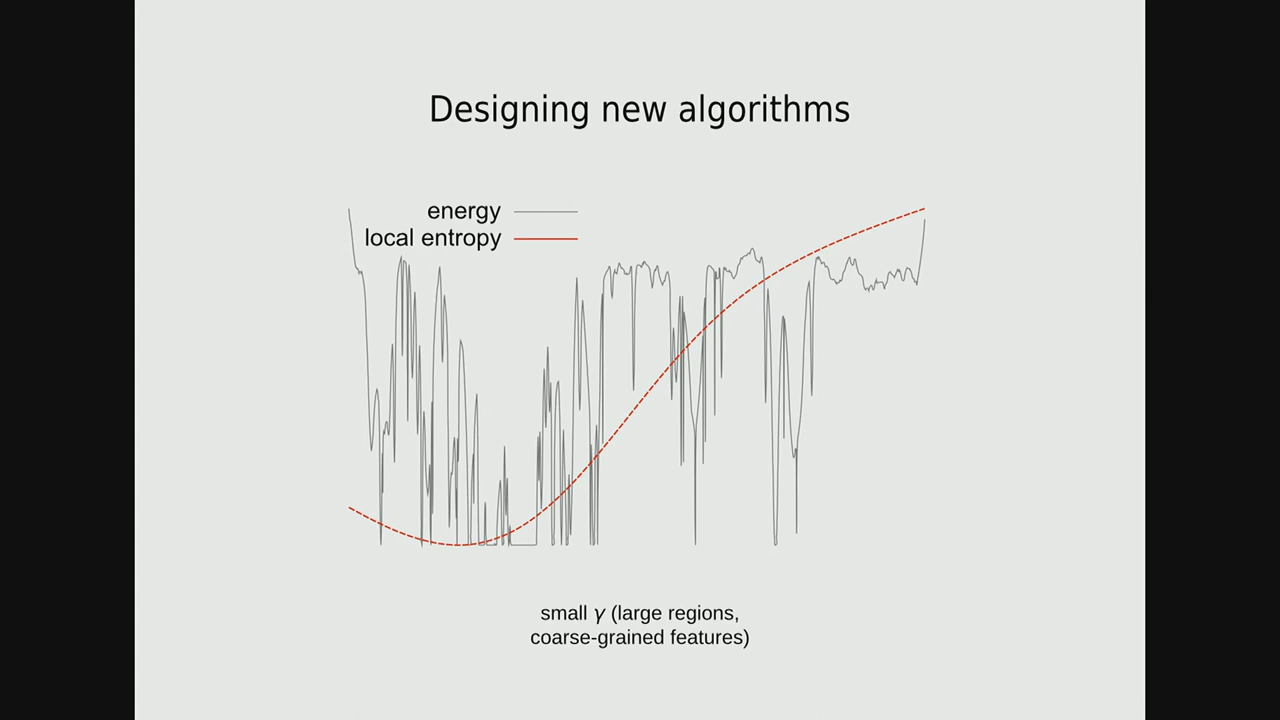 Designing new algorithms
energy
local entropy
small γ (large regions,
coarse-grained features)